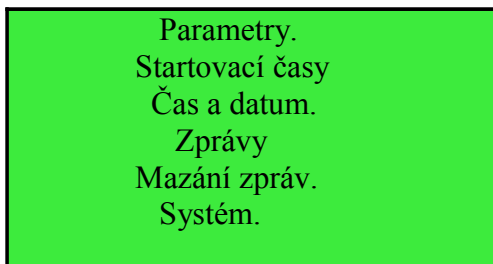 Parametry.
Startovací časy
Čas a datum.
Zprávy
Mazání zpráv.
Systém.